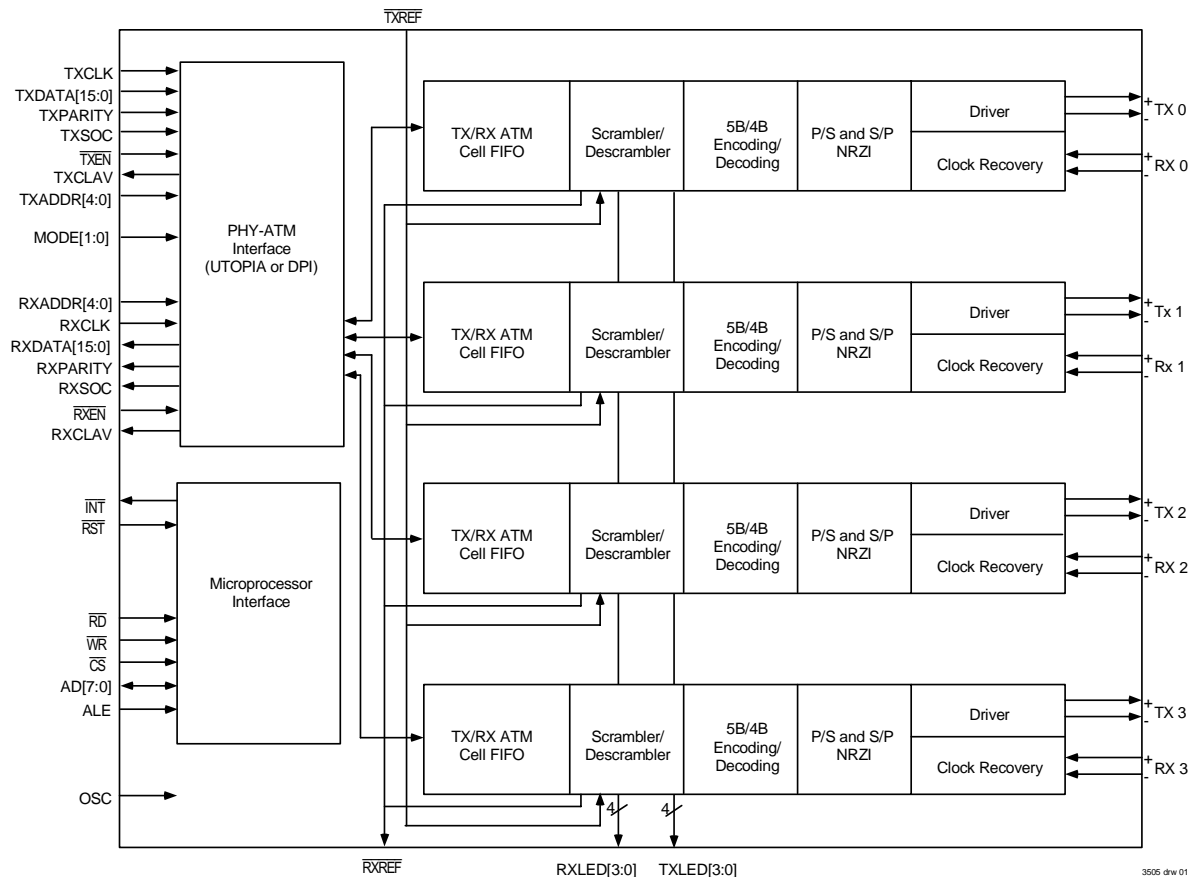 TXREF
TXCLK
TXDATA[15:0]
TXPARITY
TXSOC
TXEN
TXCLAV
TXADDR[4:0]
MODE[1:0]
RXADDR[4:0]
RXCLK
RXDATA[15:0]
RXPARITY
RXSOC
RXEN
RXCLAV
PHY-ATM
Interface
(UTOPIA or DPI)
INT
RST
RD
WR
CS
AD[7:0]
ALE
OSC
Microprocessor
Interface
TX/RX ATM
Cell FIFO
Scrambler/
Descrambler
5B/4B
Encoding/
Decoding
P/S and S/P
NRZI
Driver
Clock Recovery
+
-
TX 0
+
-
RX 0
TX/RX ATM
Cell FIFO
Scrambler/
Descrambler
5B/4B
Encoding/
Decoding
P/S and S/P
NRZI
Driver
Clock Recovery
+
-
Tx 1
+
-
Rx 1
TX/RX ATM
Cell FIFO
Scrambler/
Descrambler
5B/4B
Encoding/
Decoding
P/S and S/P
NRZI
Driver
Clock Recovery
+
-
TX 2
+
-
RX 2
TX/RX ATM
Cell FIFO
Scrambler/
Descrambler
5B/4B
Encoding/
Decoding
P/S and S/P
NRZI
Driver
Clock Recovery
+
-
TX 3
+
-
RX 3
4
4
RXREF
RXLED[3:0]
TXLED[3:0]
3505 drw 01